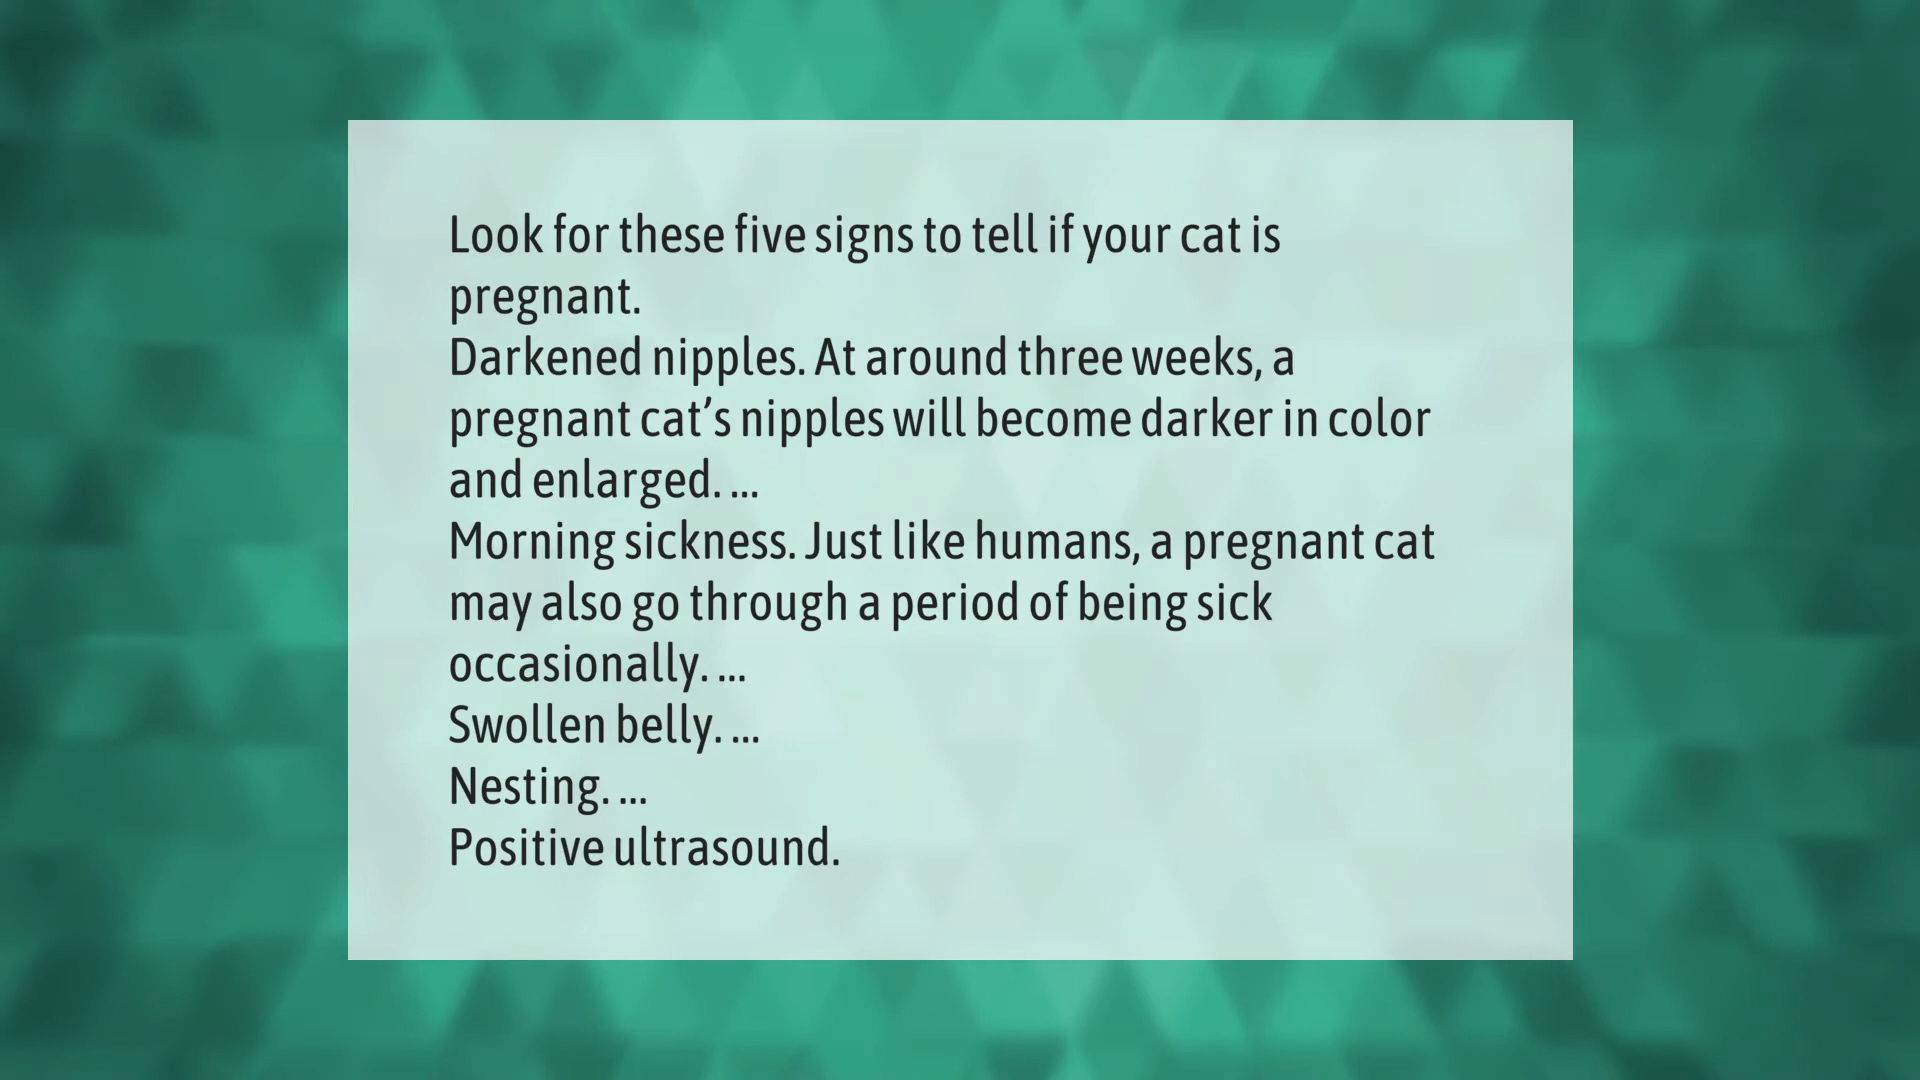 Look for these five signs to tell if your cat is
pregnant.
Darkened nipples. At around three weeks, a
pregnant cat’s nipples will become darker in color
and enlarged. ...
Morning sickness. Just like humans, a pregnant cat
may also go through a period of being sick
occasionally. ...
Swollen belly. ...
Nesting. ...
Positive ultrasound.